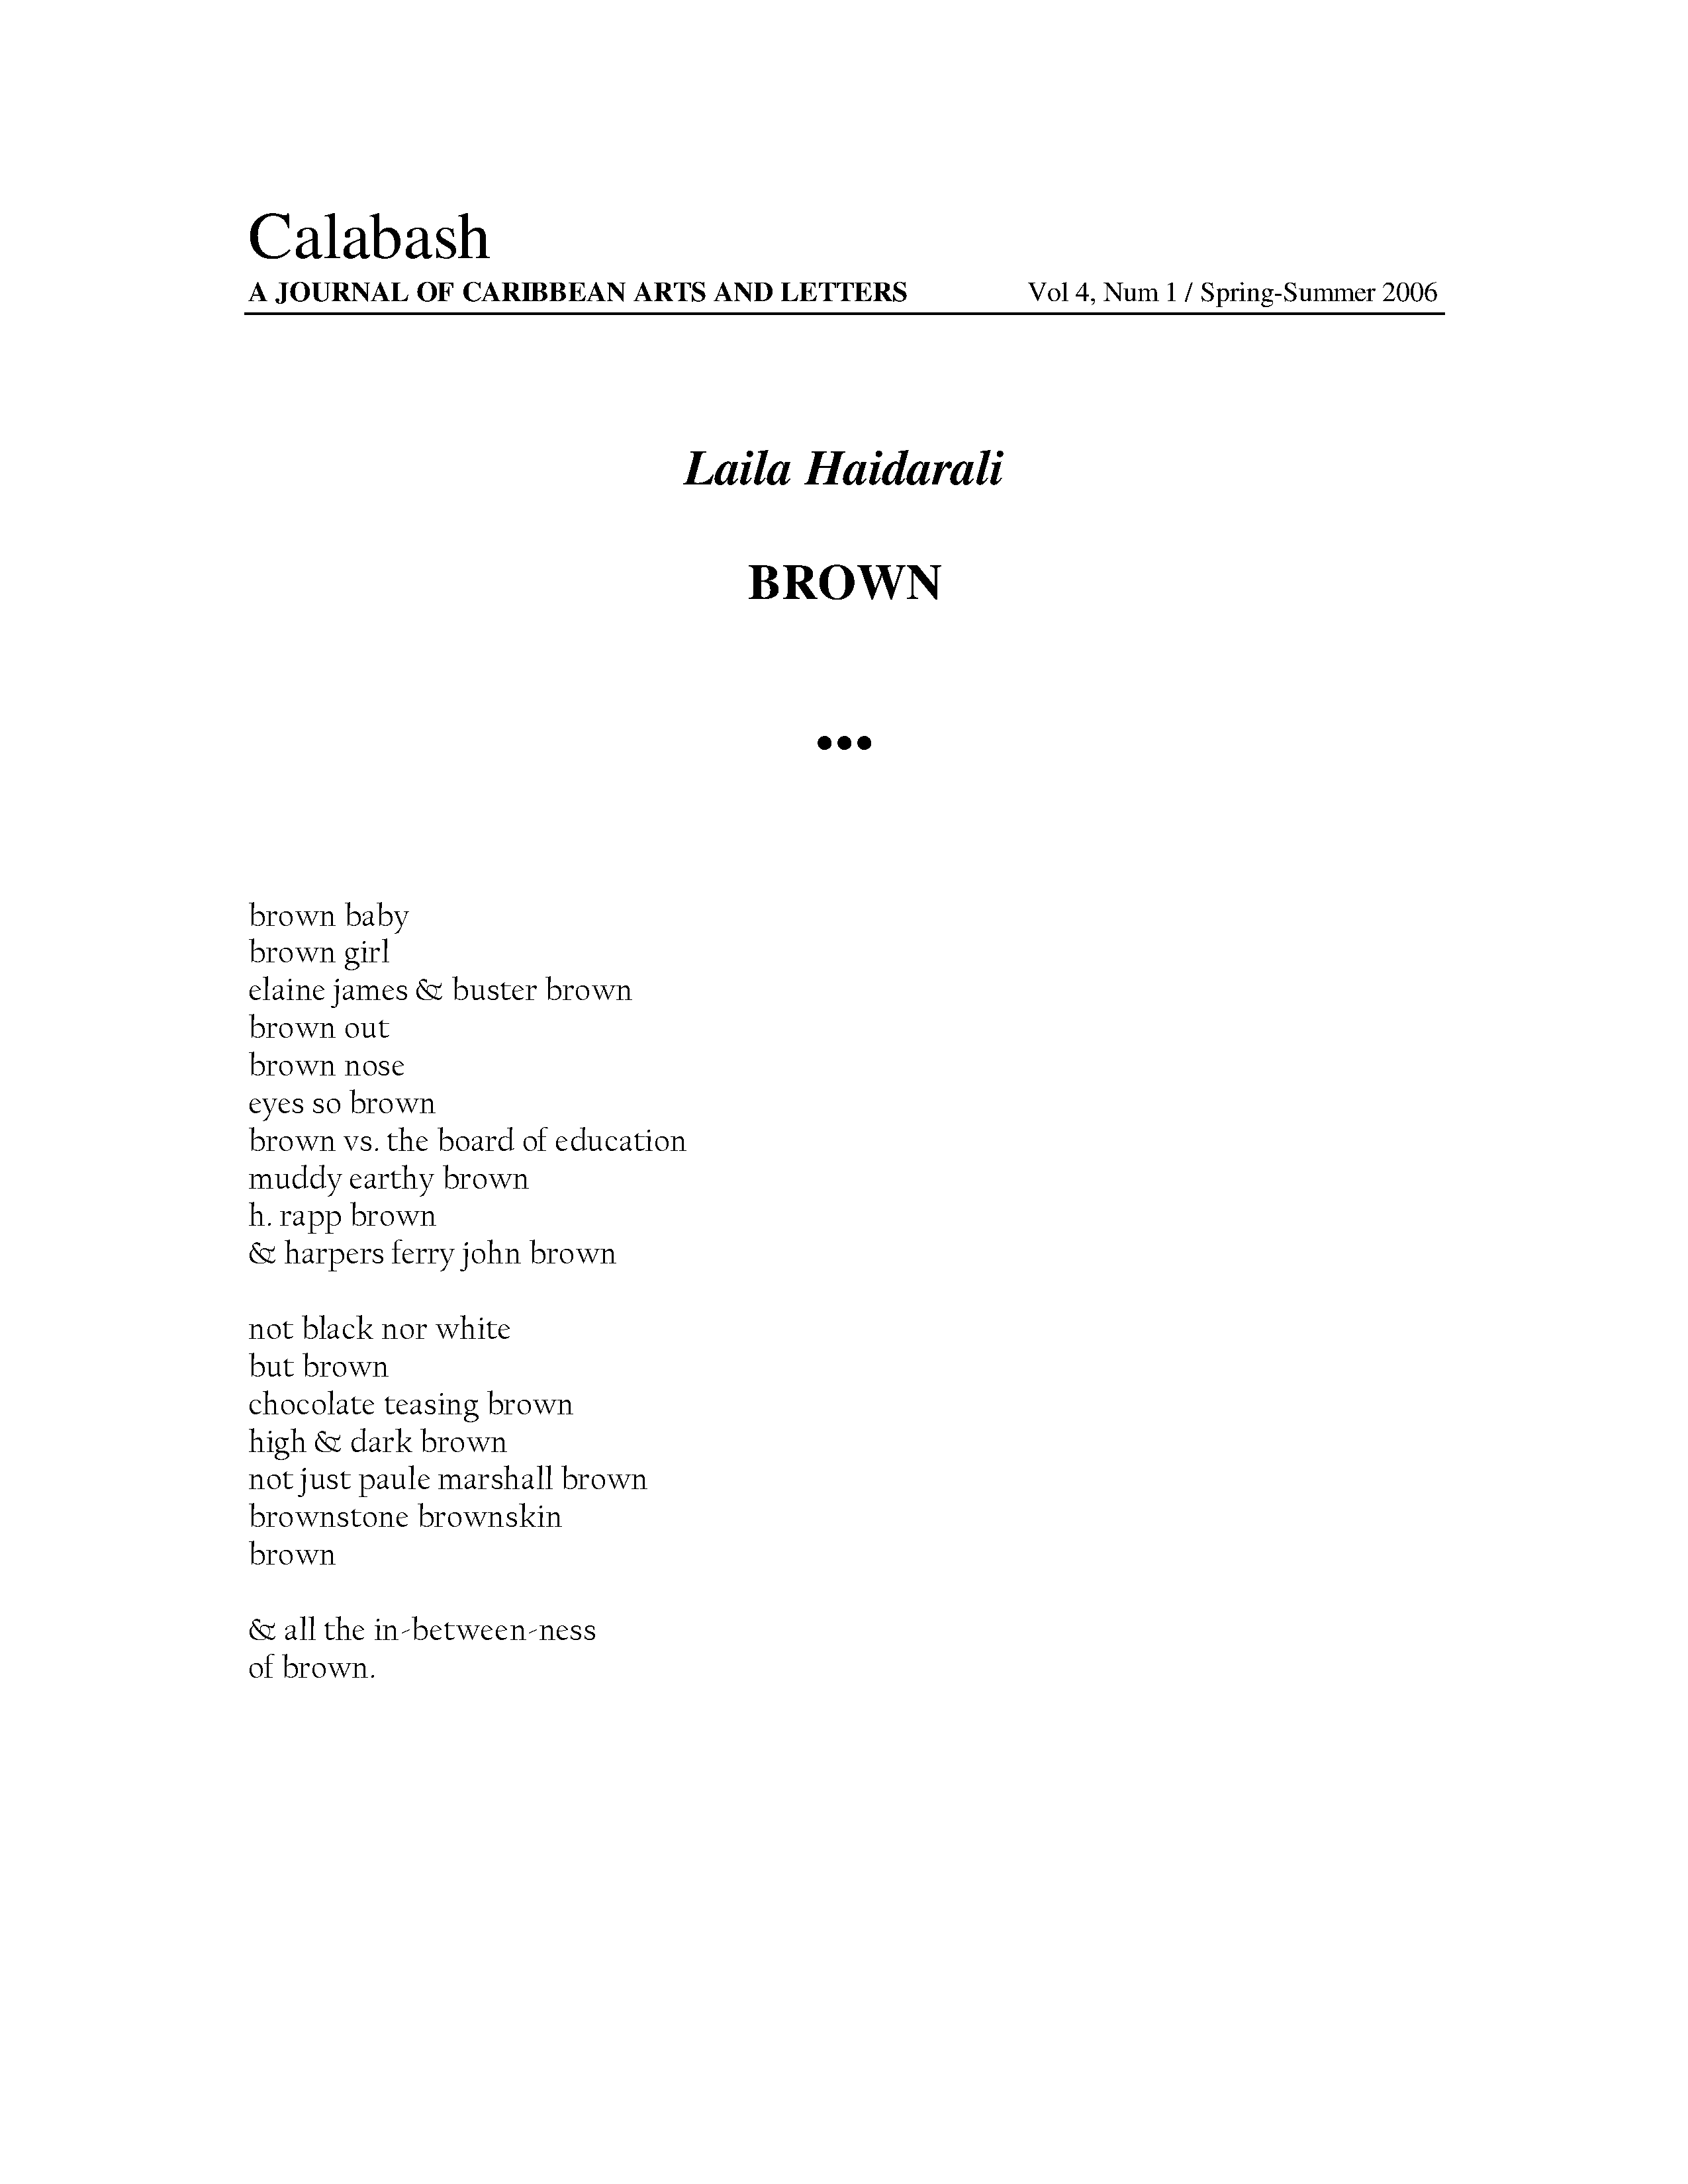 Calabash
A JOURNAL OF CARIBBEAN ARTS AND LETTERS Vol 4, Num 1 / Spring-Summer 2006
Laila Haidarali
BROWN
•••
brown baby
brown girl
elaine james & buster brown
brown out
brown nose
eyes so brown
brown vs. the board of education
muddy earthy brown
h. rapp brown
& harpers ferry john brown
not black nor white
but brown
chocolate teasing brown
high & dark brown
not just paule marshall brown
brownstone brownskin
brown
& all the in-between-ness
of brown.